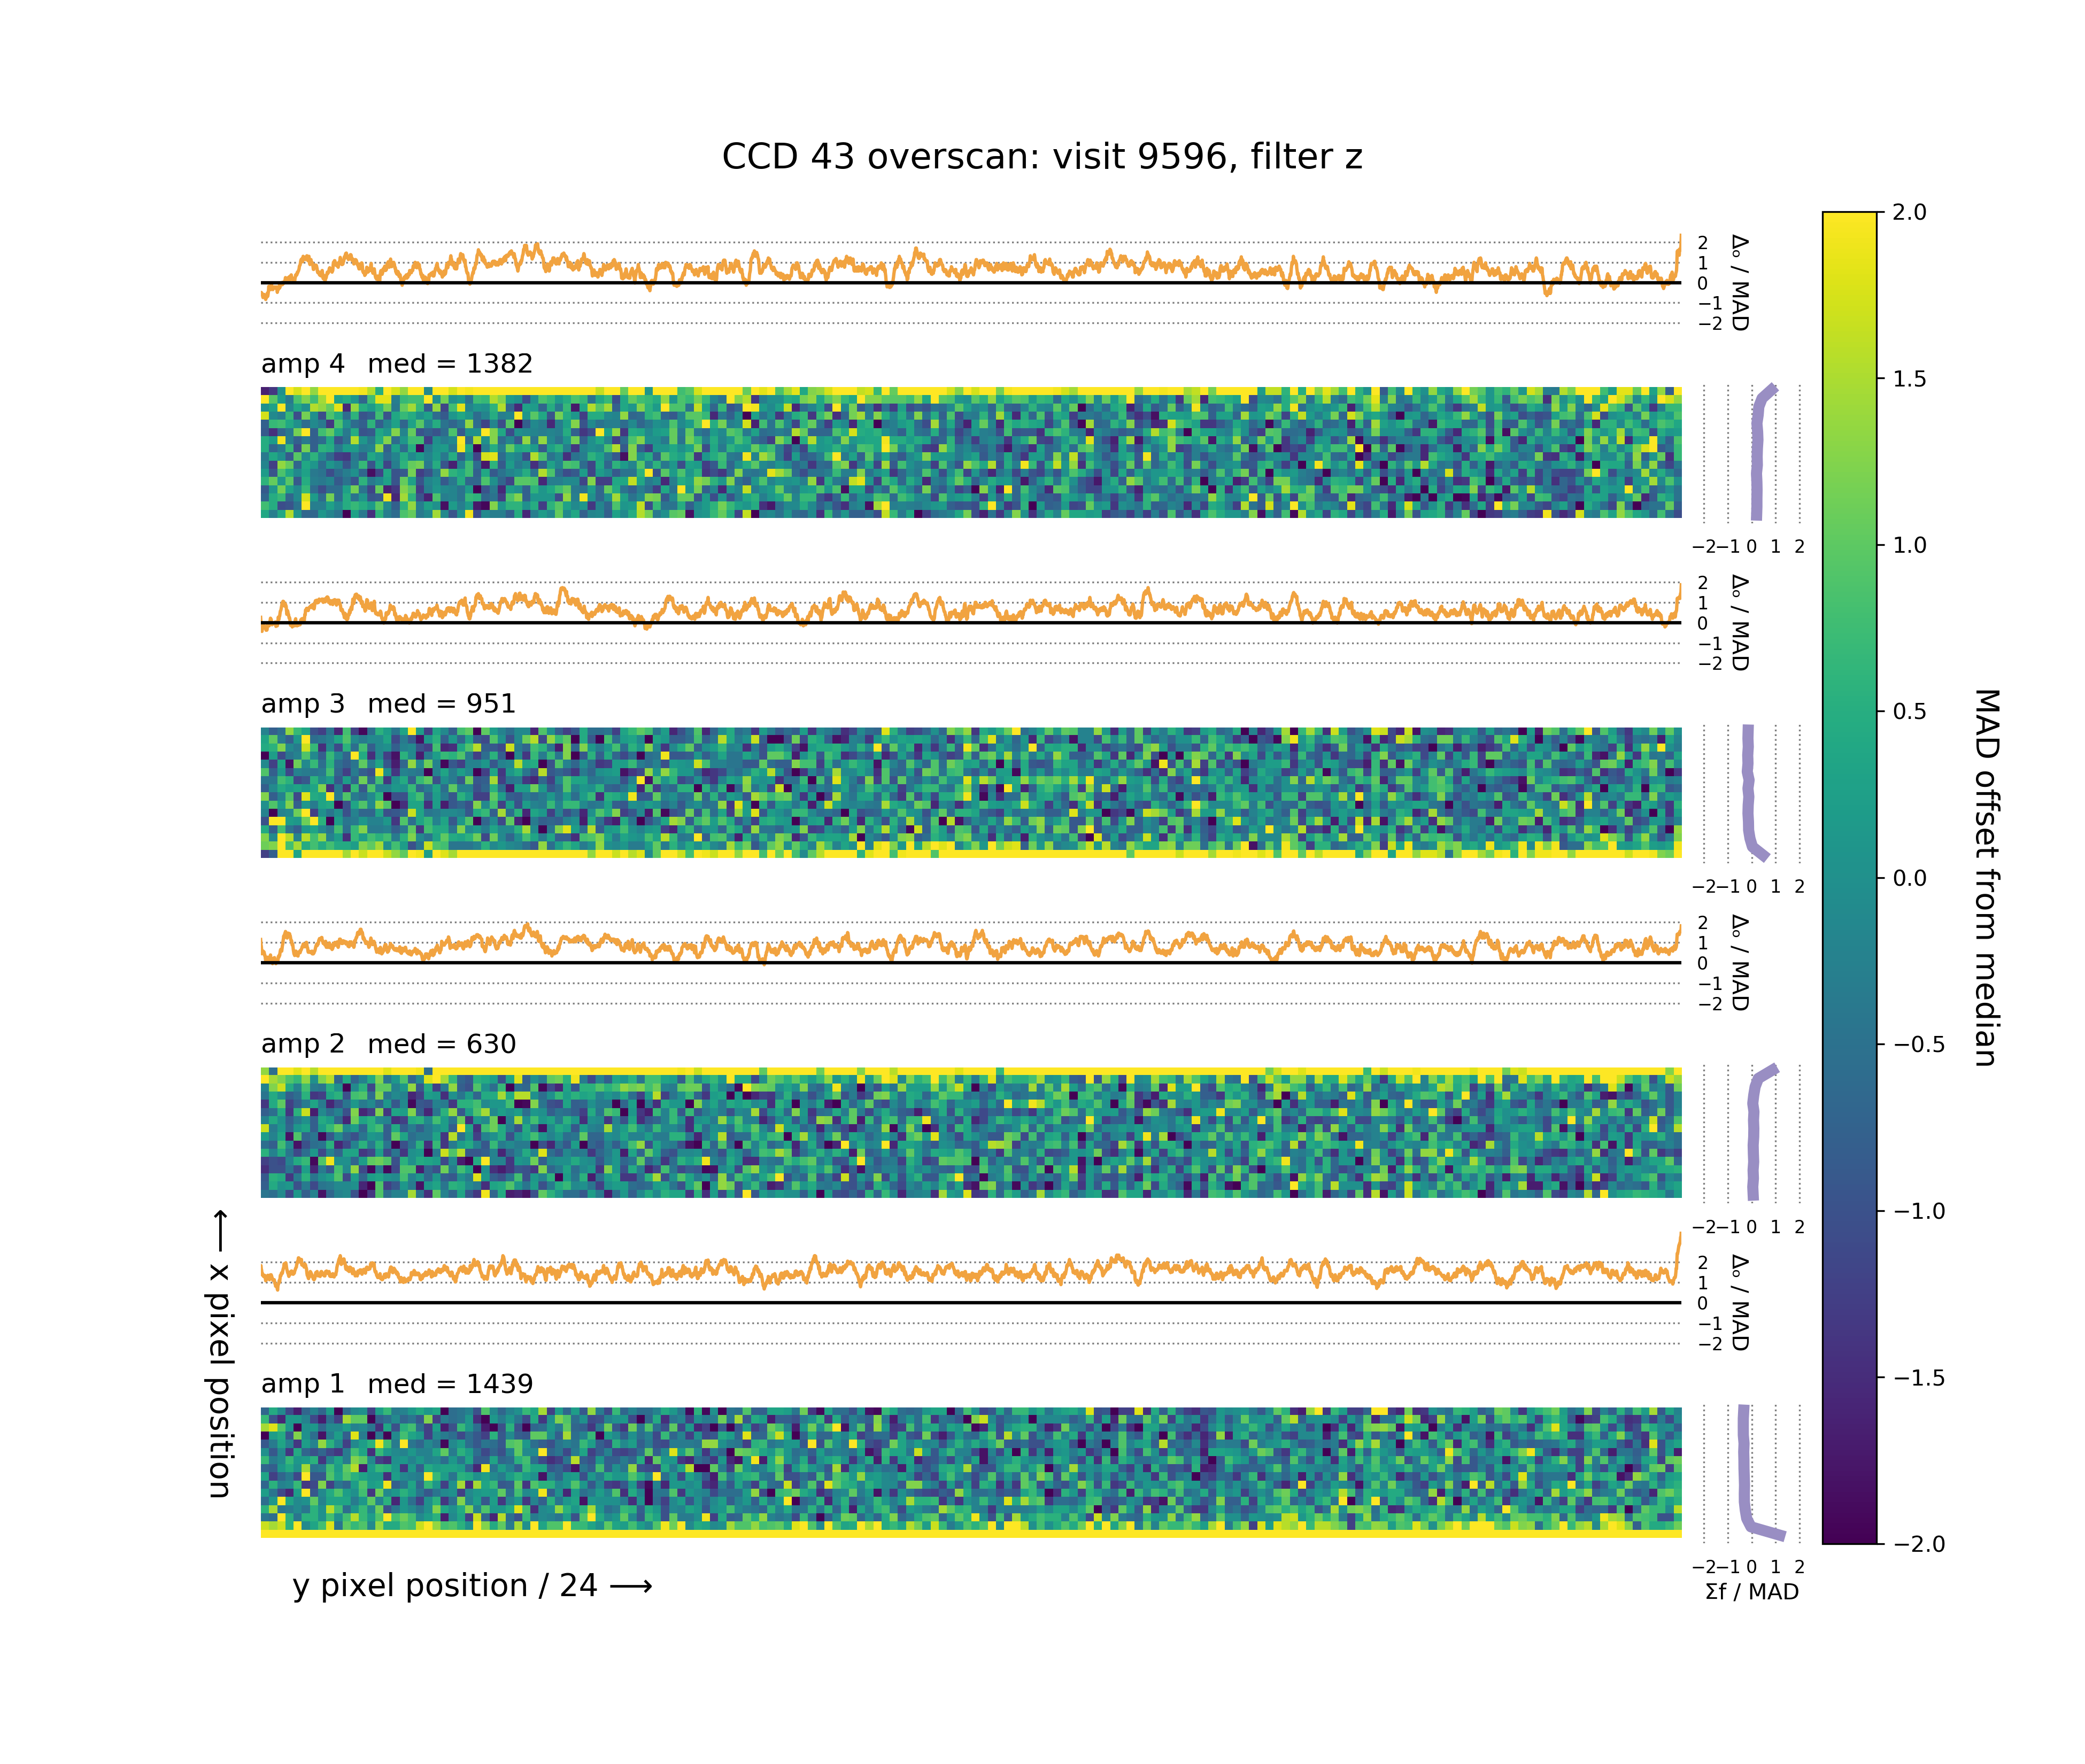 CCD 43 overscan: visit 9596, filter z
2
1
0
−1
−2
Δₒ / MAD
amp 4 med = 1382
−2 −1 0 1 2
2
1
0
−1
−2
Δₒ / MAD
amp 3 med = 951
−2 −1 0 1 2
2
1
0
−1
−2
Δₒ / MAD
amp 2 med = 630
−2 −1 0 1 2
2
1
0
−1
−2
Δₒ / MAD
amp 1 med = 1439
−2 −1 0 1 2
Σf / MAD
⟵ x pixel position
y pixel position / 24 ⟶
2.0
1.5
1.0
0.5
0.0
−0.5
−1.0
−1.5
−2.0
MAD offset from median